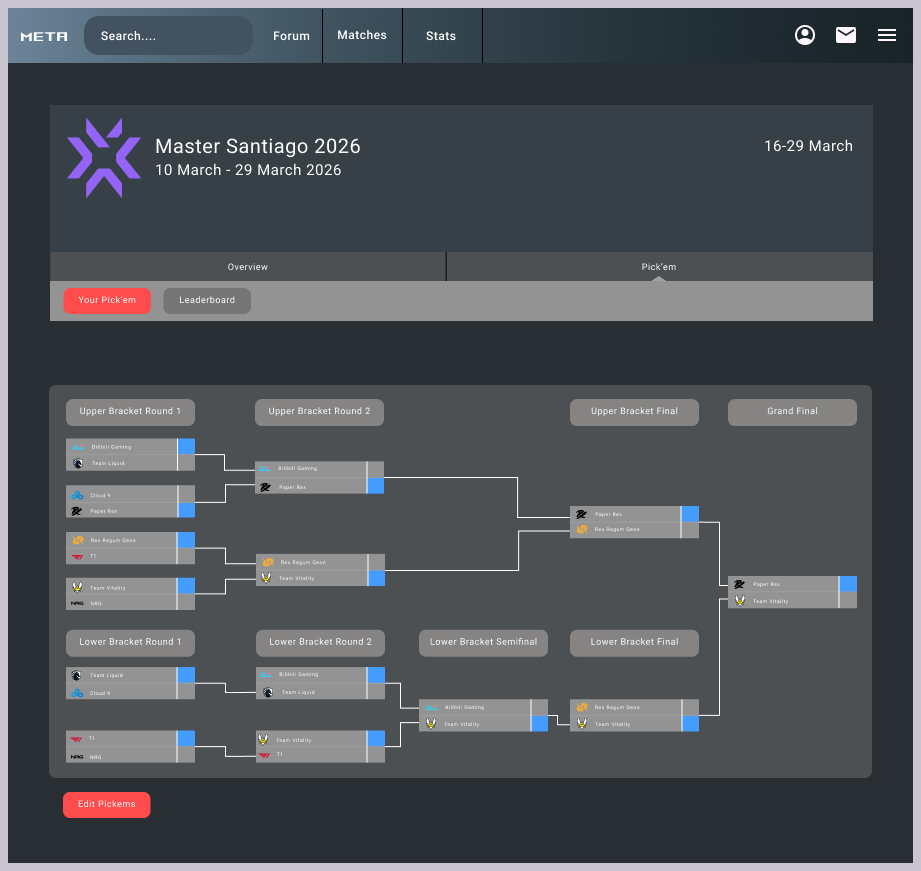 META
Search....
Forum
Matches
Stats
Master Santiago 2026
10 March - 29 March 2026
16-29 March
Overview
Pick'em
Your Pick'em
Leaderboard
Upper Bracket Round 1
Upper Bracket Round 2
Upper Bracket Final
Grand Final
Bilibili Gaming
Team Liquid
Cloud 9
Paper Rex
Rex Regum Qeon
T1
Team Vitality
NRG NRG
Bilibili Gaming
Paper Rex
Rex Regum Qeon
Team Vitality
Paper Rex
Rex Regum Qeon
Paper Rex
Team Vitality
Lower Bracket Round 1
Lower Bracket Round 2
Lower Bracket Semifinal
Lower Bracket Final
Team Liquid
Cloud 9
T1
NRG NRG
Bilibili Gaming
Team Liquid
Team Vitality
T1
Bilibili Gaming
Team Vitality
Rex Regum Qeon
Team Vitality
Edit Pickems